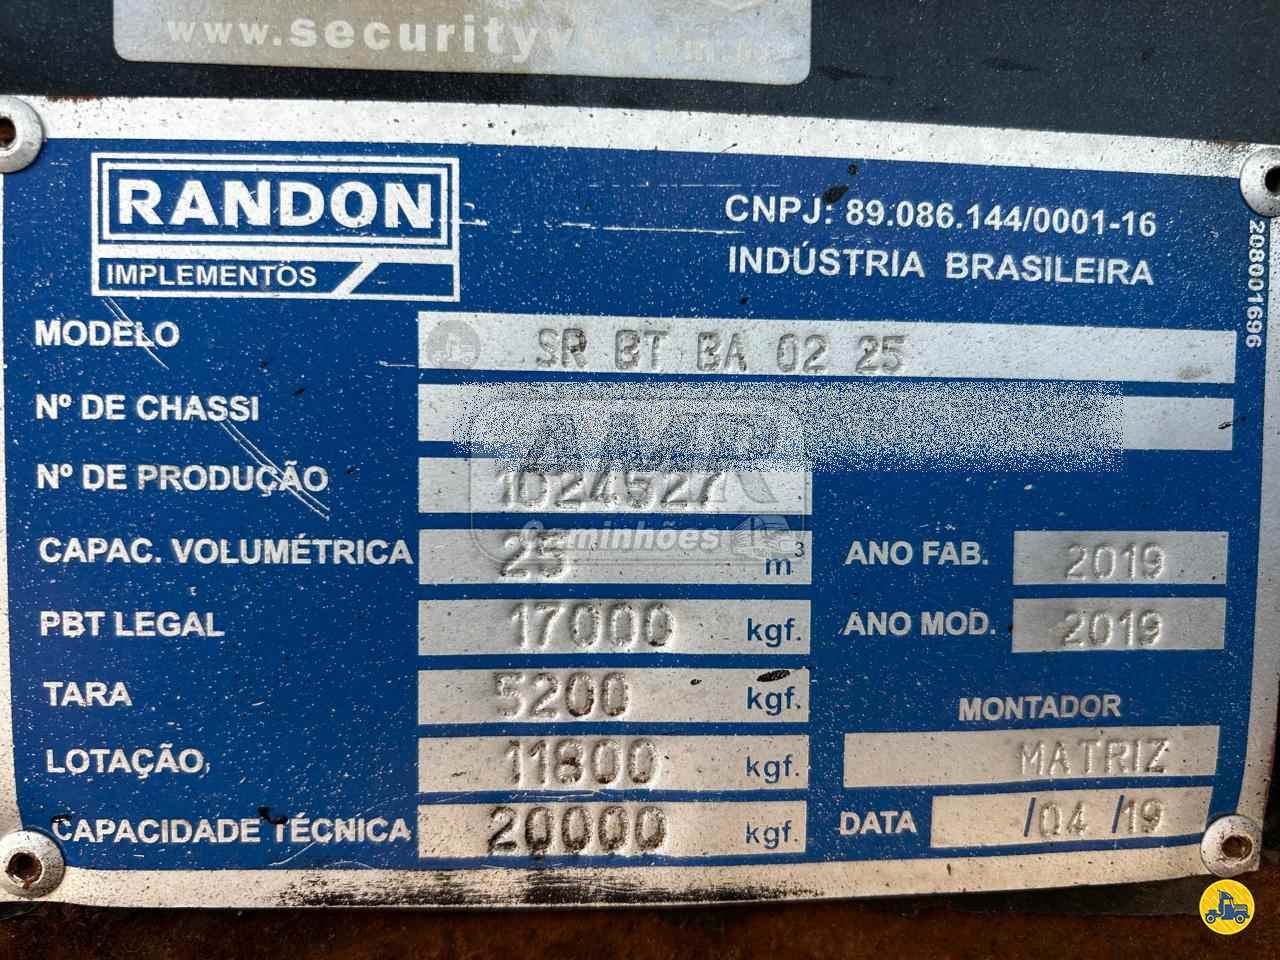 www.securityvv
RANDON
IMPLEMENTOS
CNPJ: 89.086.144/0001-16
INDÚSTRIA BRASILEIRA
208001696
MODELO SR BT BA 02 25
Nº DE CHASSI
Nº DE PRODUÇÃO 1024527
CAPAC. VOLUMÉTRICA 25 m³ ANO FAB. 2019
PBT LEGAL 17000 kgf. ANO MOD. 2019
TARA 5200 kgf.
MONTADOR
LOTAÇÃO 11800 kgf. MATRIZ
CAPACIDADE TÉCNICA 20000 kgf. DATA /04 /19
AMR
Caminhões